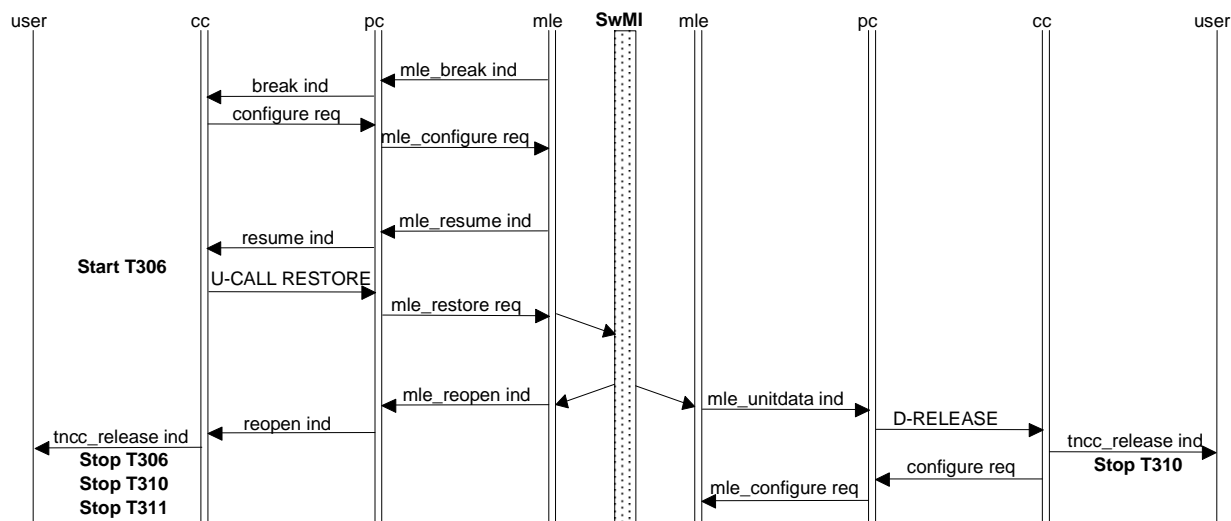 user cc pc mle SwMI mle pc cc user
mle_break ind
break ind
configure req
mle_configure req
mle_resume ind
resume ind
Start T306
U-CALL RESTORE
mle_restore req
mle_reopen ind
mle_unitdata ind
reopen ind
D-RELEASE
tncc_release ind
tncc_release ind
Stop T306
Stop T310
configure req
Stop T310
mle_configure req
Stop T311